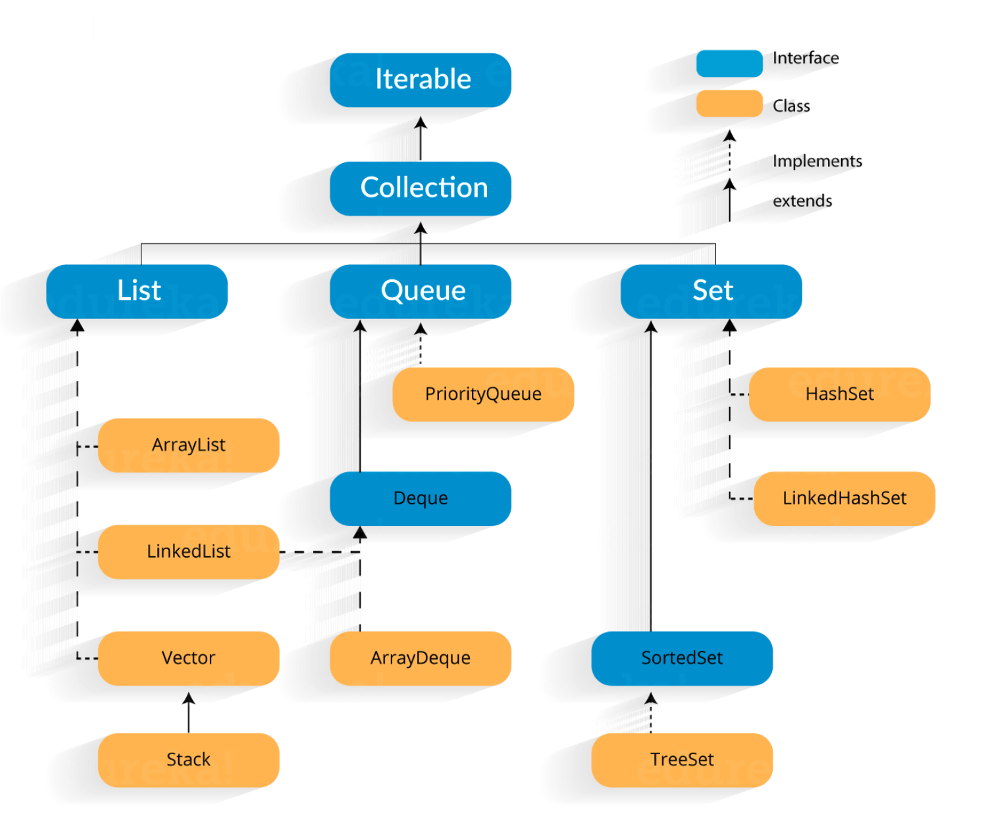 Interface
Iterable
Class
Implements
Collection
extends
List
Queue
Set
PriorityQueue
HashSet
ArrayList
Deque
LinkedHashSet
LinkedList
Vector
ArrayDeque
SortedSet
Stack
TreeSet
edureka!